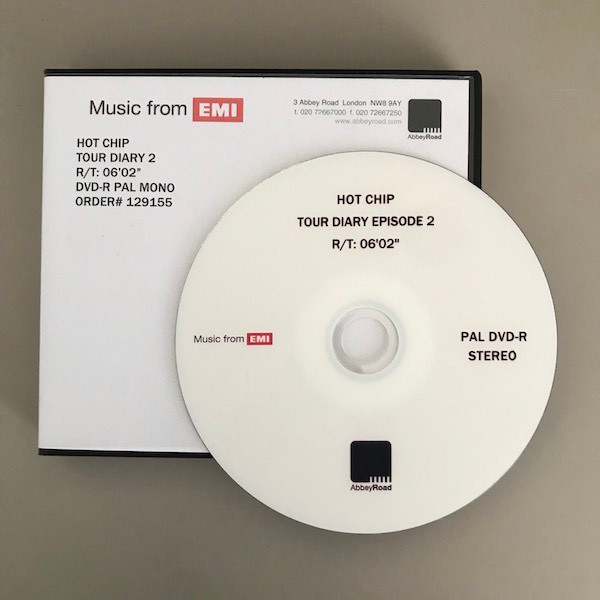 Music from EMI
3 Abbey Road London NW8 9AY
t. 020 72667000 f. 020 72667250
www.abbeyroad.com
AbbeyRoad
HOT CHIP
TOUR DIARY 2
R/T: 06'02"
DVD-R PAL MONO
ORDER# 129155
HOT CHIP
TOUR DIARY EPISODE 2
R/T: 06'02"
Music from EMI
PAL DVD-R
STEREO
AbbeyRoad